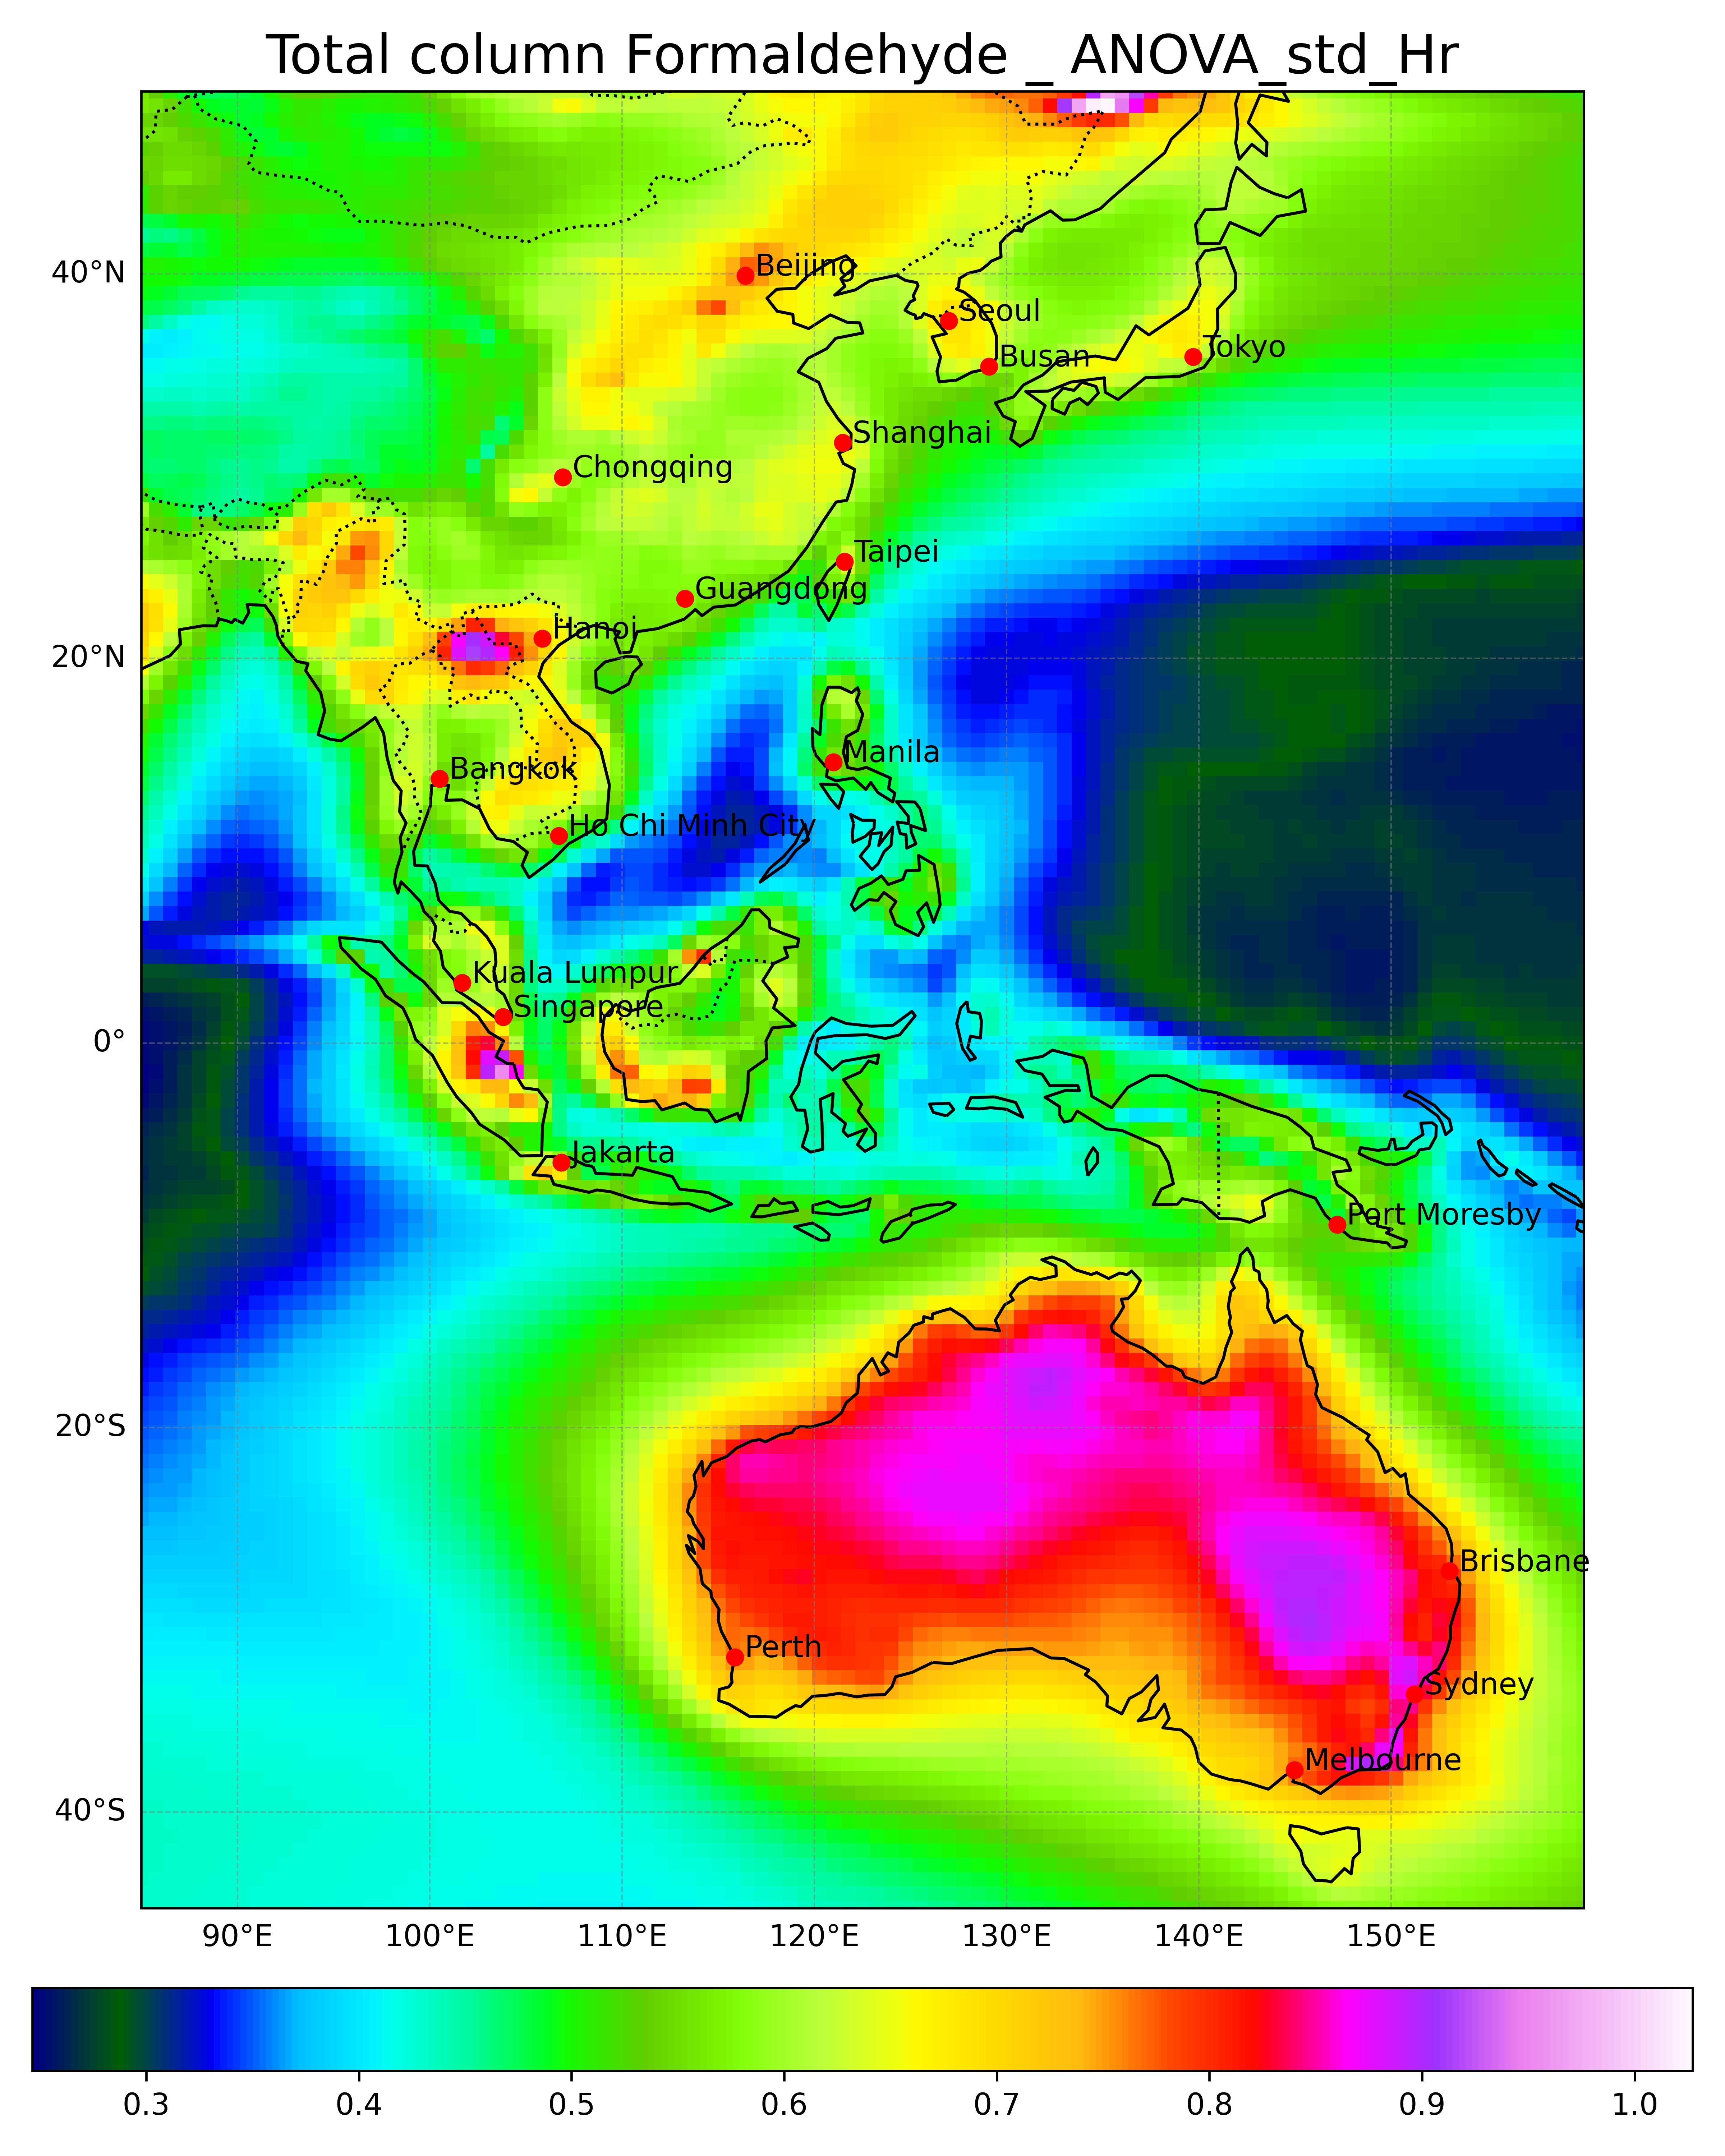 Total column Formaldehyde _ ANOVA_std_Hr
40°N
Beijing
Seoul
Tokyo
Busan
Shanghai
Chongqing
Taipei
Guangdong
Hanoi
20°N
Manila
Bangkok
Ho Chi Minh City
Kuala Lumpur
Singapore
0°
Jakarta
Port Moresby
20°S
Brisbane
Perth
Sydney
Melbourne
40°S
90°E 100°E 110°E 120°E 130°E 140°E 150°E
0.3 0.4 0.5 0.6 0.7 0.8 0.9 1.0